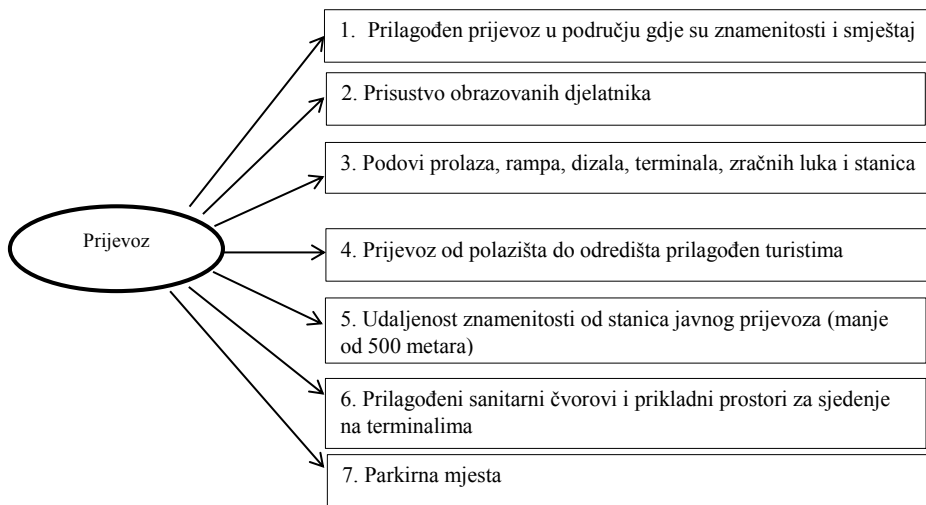 1. Prilagođen prijevoz u području gdje su znamenitosti i smještaj
2. Prisustvo obrazovanih djelatnika
3. Podovi prolaza, rampa, dizala, terminala, zračnih luka i stanica
Prijevoz
4. Prijevoz od polazišta do odredišta prilagođen turistima
5. Udaljenost znamenitosti od stanica javnog prijevoza (manje
od 500 metara)
6. Prilagođeni sanitarni čvorovi i prikladni prostori za sjedenje
na terminalima
7. Parkirna mjesta